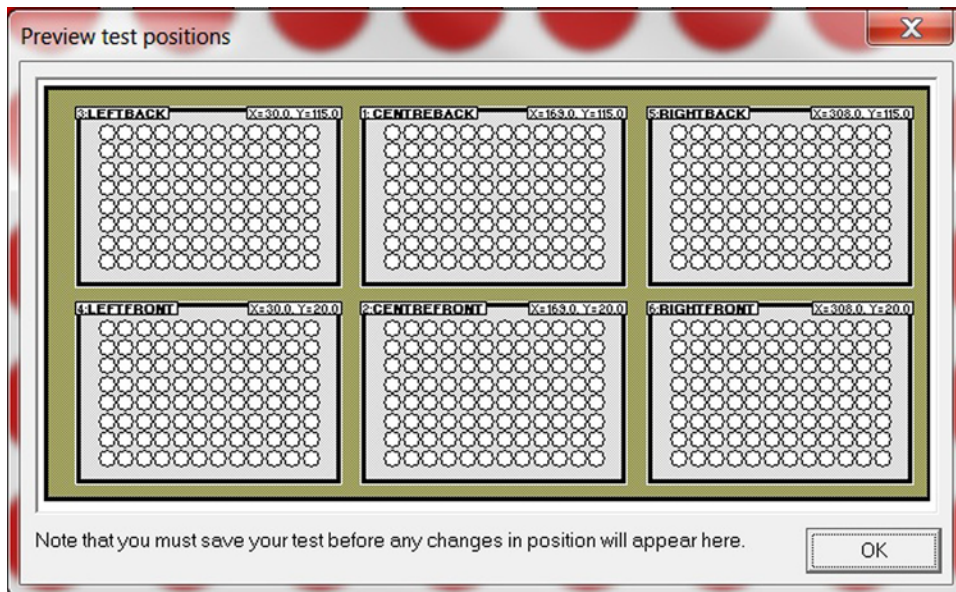 Preview test positions
X
3:LEFTBACK X=30.0, Y=115.0
1:CENTREBACK X=169.0, Y=115.0
5:RIGHTBACK X=308.0, Y=115.0
4:LEFTFRONT X=30.0, Y=20.0
2:CENTREFRONT X=169.0, Y=20.0
6:RIGHTFRONT X=308.0, Y=20.0
Note that you must save your test before any changes in position will appear here.
OK